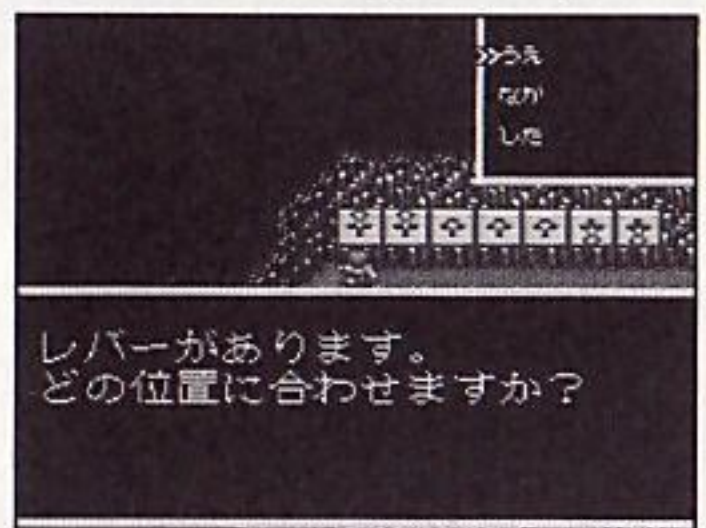 »うえ
なか
した
レバーがあります。
どの位置に合わせますか?